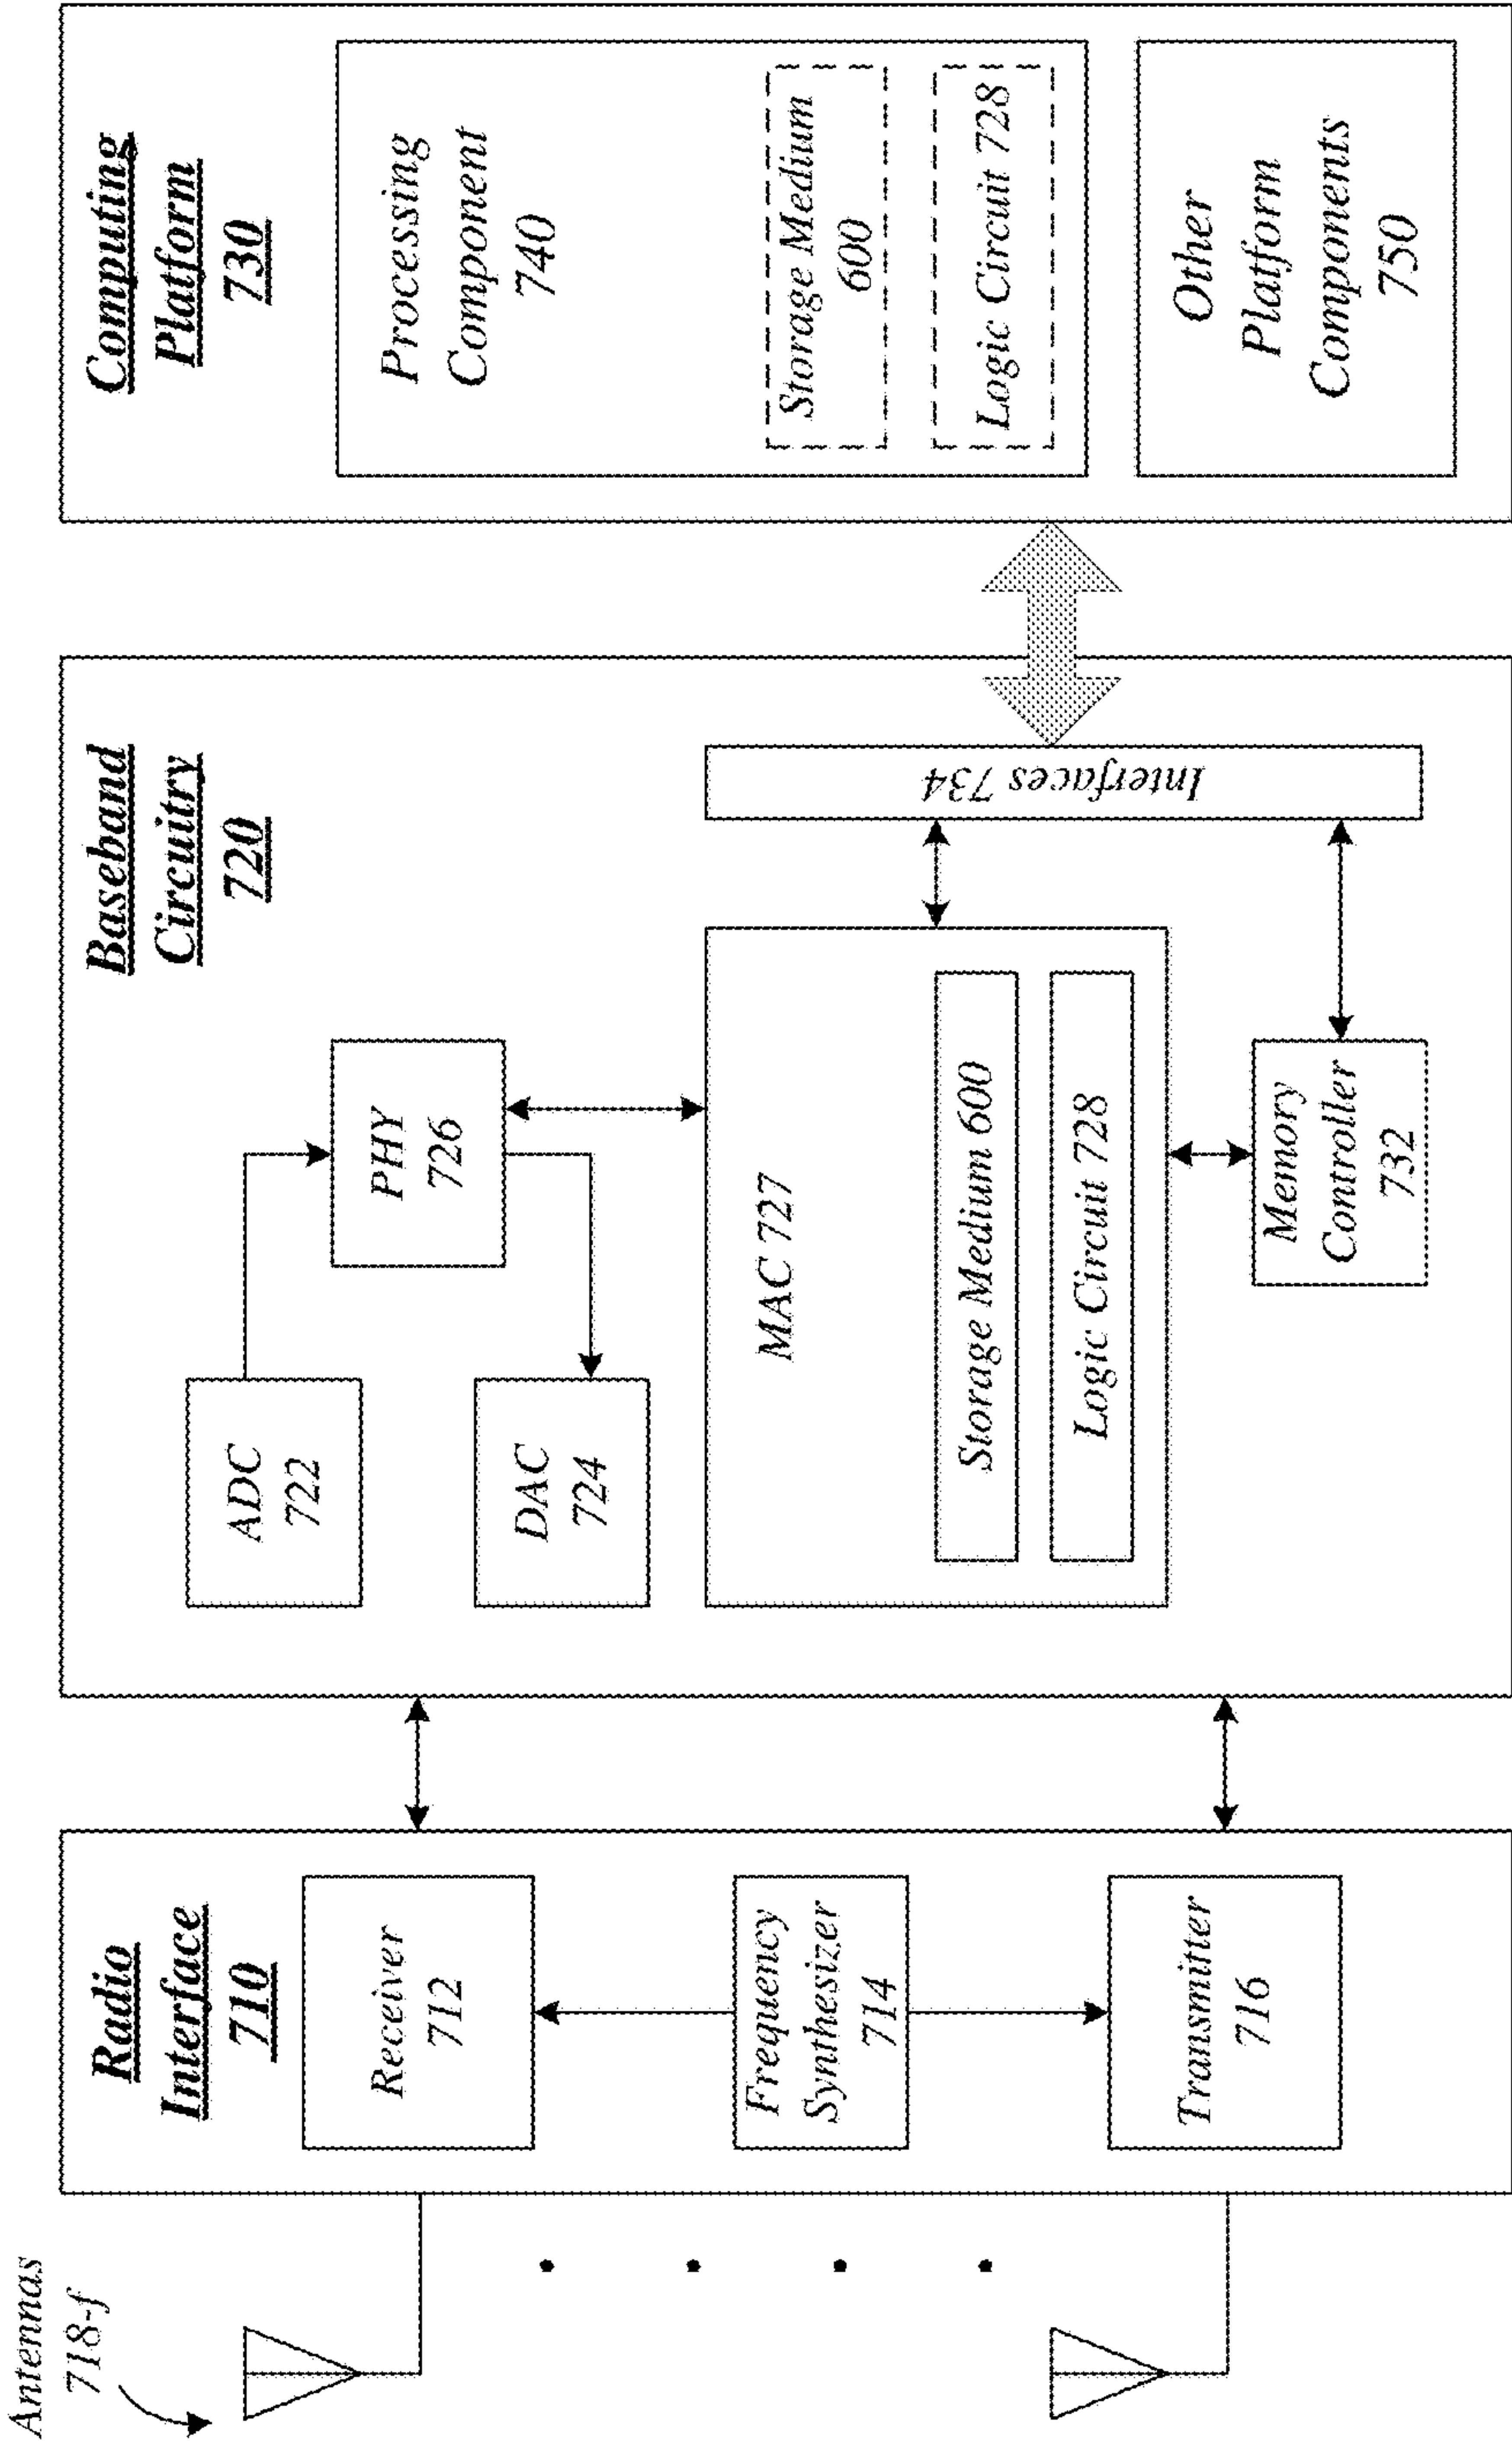 Antennas
718-f
Radio
Interface
710
Receiver
712
Frequency
Synthesizer
714
Transmitter
716
Baseband
Circuitry
720
ADC
722
PHY
726
DAC
724
MAC 727
Storage Medium 600
Logic Circuit 728
Memory
Controller
732
Interfaces 734
Computing
Platform
730
Processing
Component
740
Storage Medium
600
Logic Circuit 728
Other
Platform
Components
750